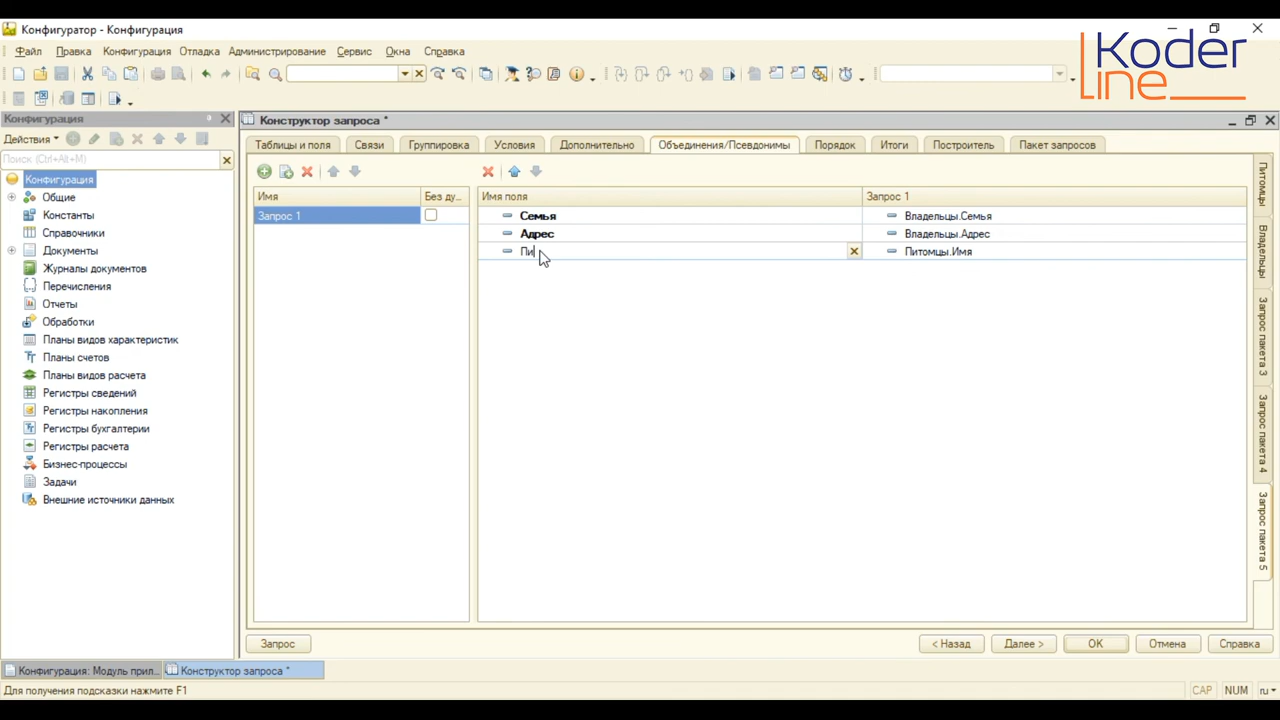 Конфигуратор - Конфигурация
Koder
Line
Файл Правка Конфигурация Отладка Администрирование Сервис Окна Справка
Конфигурация
Конструктор запроса *
Действия
Таблицы и поля Связи Группировка Условия Дополнительно Объединения/Псевдонимы Порядок Итоги Построитель Пакет запросов
Поиск (Ctrl+Alt+M)
Конфигурация
Общие
Константы
Справочники
Документы
Журналы документов
Перечисления
Отчеты
Обработки
Планы видов характеристик
Планы счетов
Планы видов расчета
Регистры сведений
Регистры накопления
Регистры бухгалтерии
Регистры расчета
Бизнес-процессы
Задачи
Внешние источники данных
Имя Без ду...
Запрос 1
Имя поля Запрос 1
Семья Владельцы.Семья
Адрес Владельцы.Адрес
Пи Питомцы.Имя
Питомцы
Владельцы
Запрос пакета 3
Запрос пакета 4
Запрос пакета 5
Запрос
< Назад Далее > OK Отмена Справка
Конфигурация: Модуль прил... Конструктор запроса *
Для получения подсказки нажмите F1
CAP NUM ru